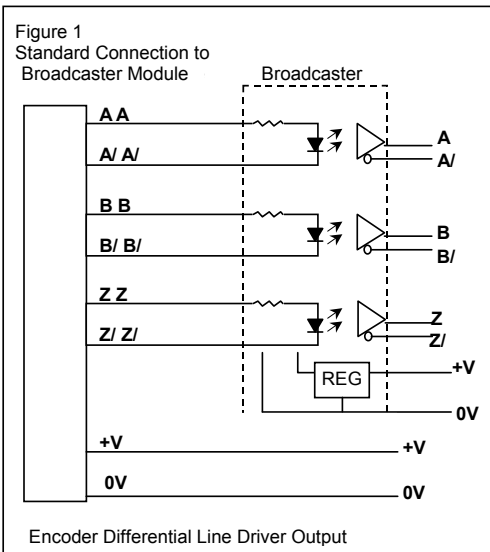 Figure 1
Standard Connection to
Broadcaster Module
Broadcaster
A A
A
A/ A/
A/
B B
B
B/ B/
B/
Z Z
Z
Z/ Z/
Z/
+V
REG
0V
+V
+V
0V
0V
Encoder Differential Line Driver Output